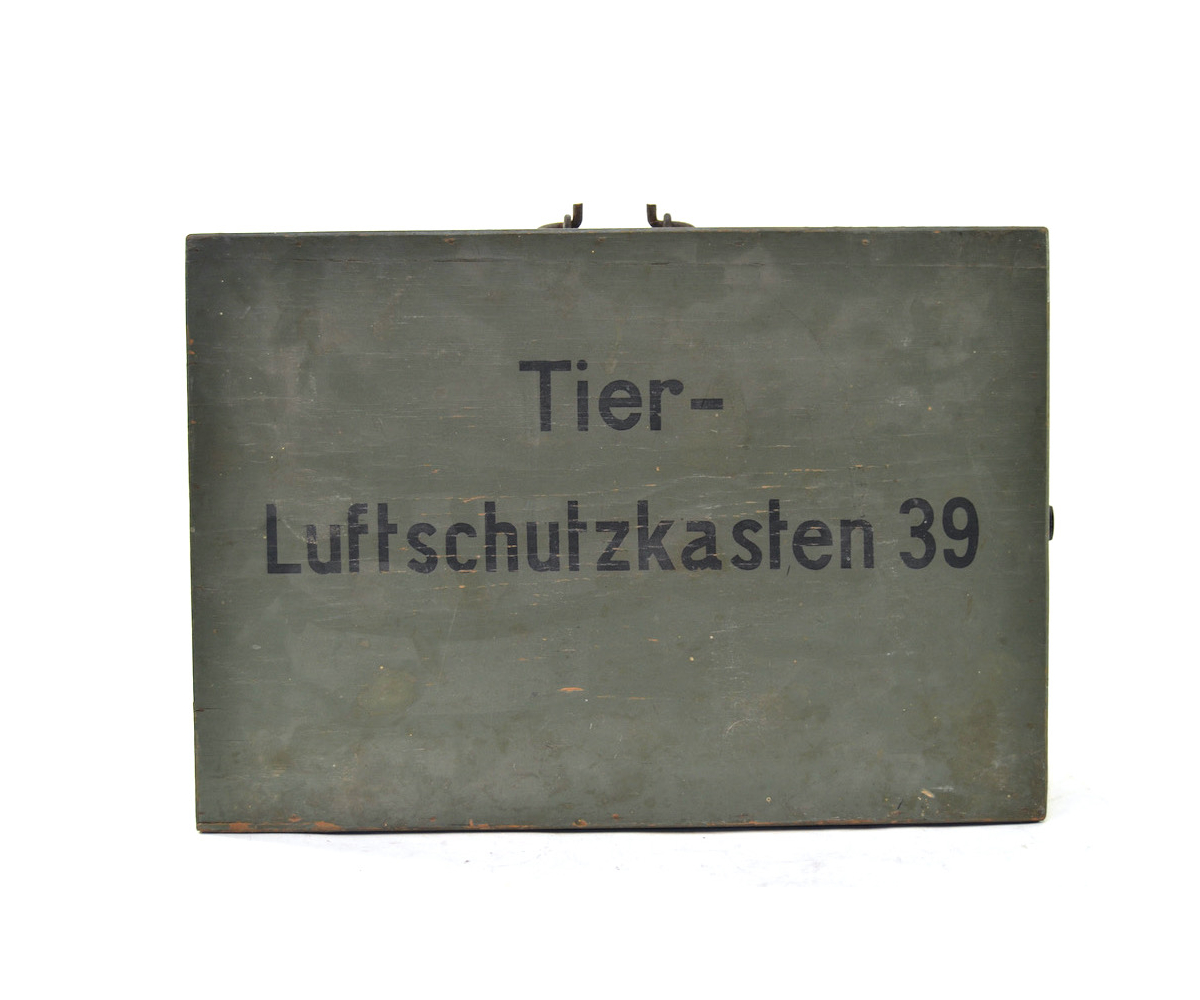 Tier-
Luftschutzkasten 39